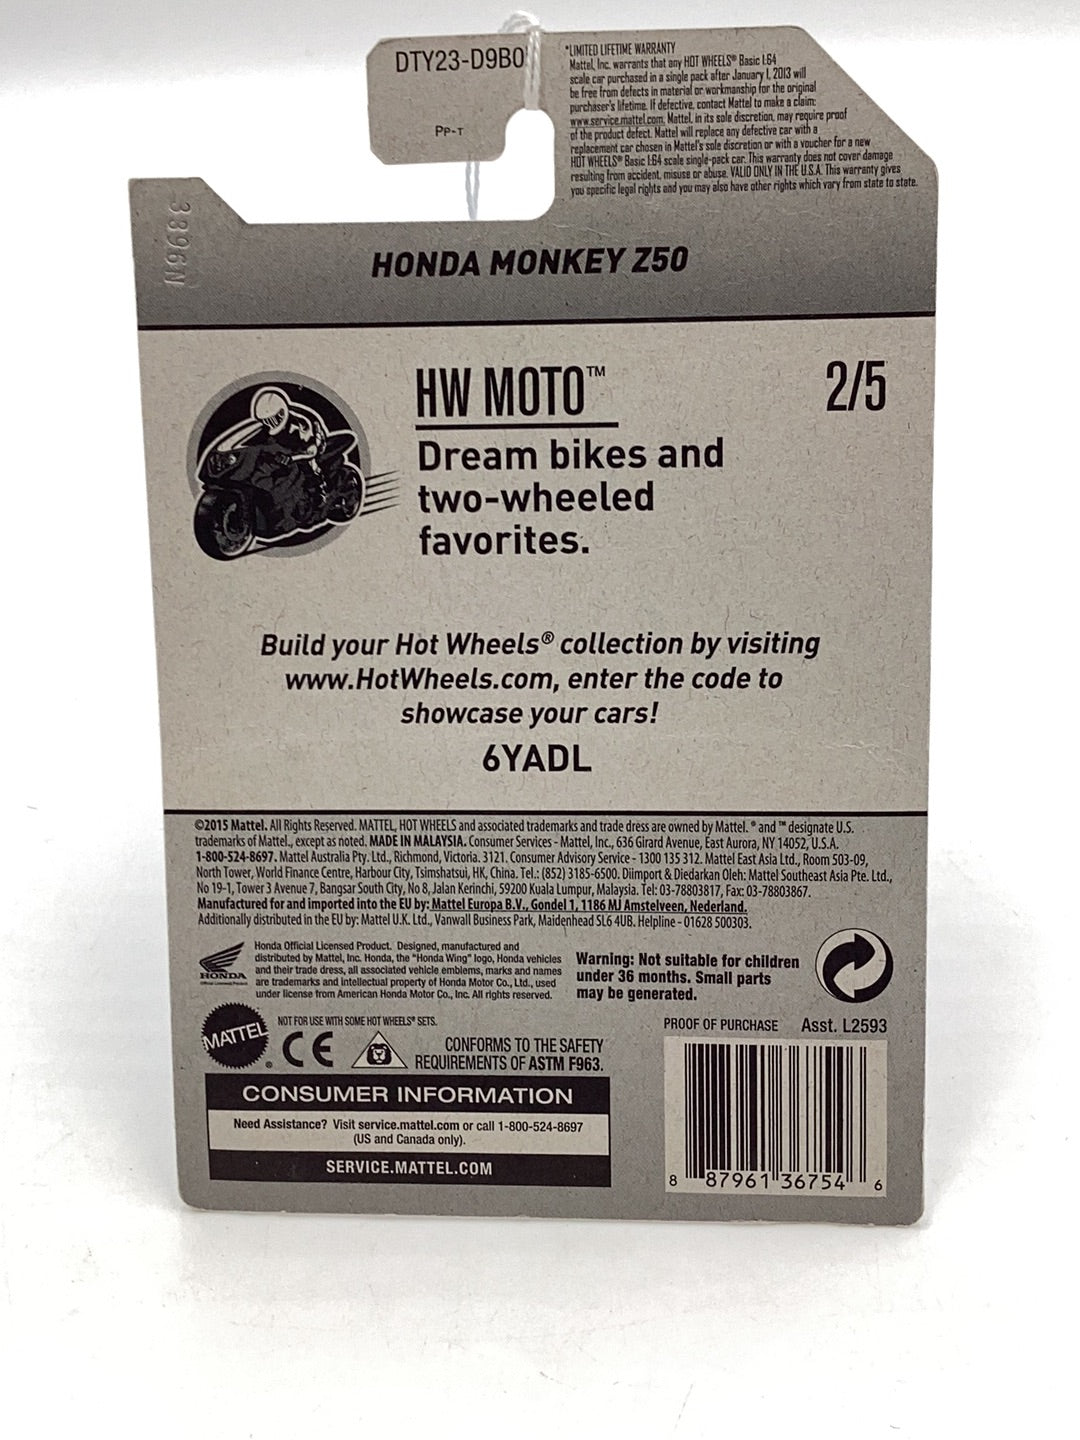 DTY23-D9B0
PP-T
*LIMITED LIFETIME WARRANTY
Mattel, Inc. warrants that any HOT WHEELS® Basic 1:64
scale car purchased in a single pack after January 1, 2013 will
be free from defects in material or workmanship for the original
purchaser's lifetime. If defective, contact Mattel to make a claim:
www.service.mattel.com. Mattel, in its sole discretion, may require proof
of the product defect. Mattel will replace any defective car with a
replacement car chosen in Mattel's sole discretion or with a voucher for a new
HOT WHEELS® Basic 1:64 scale single-pack car. This warranty does not cover damage
resulting from accident, misuse or abuse. VALID ONLY IN THE U.S.A. This warranty gives
you specific legal rights and you may also have other rights which vary from state to state.
3896N
HONDA MONKEY Z50
HW MOTO™
2/5
Dream bikes and
two-wheeled
favorites.
Build your Hot Wheels® collection by visiting
www.HotWheels.com, enter the code to
showcase your cars!
6YADL
©2015 Mattel. All Rights Reserved. MATTEL, HOT WHEELS and associated trademarks and trade dress are owned by Mattel. ® and ™ designate U.S.
trademarks of Mattel, except as noted. MADE IN MALAYSIA. Consumer Services - Mattel, Inc., 636 Girard Avenue, East Aurora, NY 14052, U.S.A.
1-800-524-8697. Mattel Australia Pty. Ltd., Richmond, Victoria. 3121. Consumer Advisory Service - 1300 135 312. Mattel East Asia Ltd., Room 503-09,
North Tower, World Finance Centre, Harbour City, Tsimshatsui, HK, China. Tel.: (852) 3185-6500. Diimport & Diedarkan Oleh: Mattel Southeast Asia Pte. Ltd.,
No 19-1, Tower 3 Avenue 7, Bangsar South City, No 8, Jalan Kerinchi, 59200 Kuala Lumpur, Malaysia. Tel: 03-78803817, Fax: 03-78803867.
Manufactured for and imported into the EU by: Mattel Europa B.V., Gondel 1, 1186 MJ Amstelveen, Nederland.
Additionally distributed in the EU by: Mattel U.K. Ltd., Vanwall Business Park, Maidenhead SL6 4UB. Helpline - 01628 500303.
HONDA
Official Licensed Product
Honda Official Licensed Product. Designed, manufactured and
distributed by Mattel, Inc. Honda, the "Honda Wing" logo, Honda vehicles
and their trade dress, all associated vehicle emblems, marks and names
are trademarks and intellectual property of Honda Motor Co., Ltd., used
under license from American Honda Motor Co., Inc. All rights reserved.
Warning: Not suitable for children
under 36 months. Small parts
may be generated.
MATTEL®
NOT FOR USE WITH SOME HOT WHEELS® SETS.
CE
CONFORMS TO THE SAFETY
REQUIREMENTS OF ASTM F963.
PROOF OF PURCHASE Asst. L2593
CONSUMER INFORMATION
Need Assistance? Visit service.mattel.com or call 1-800-524-8697
(US and Canada only).
SERVICE.MATTEL.COM
8 87961 36754 6